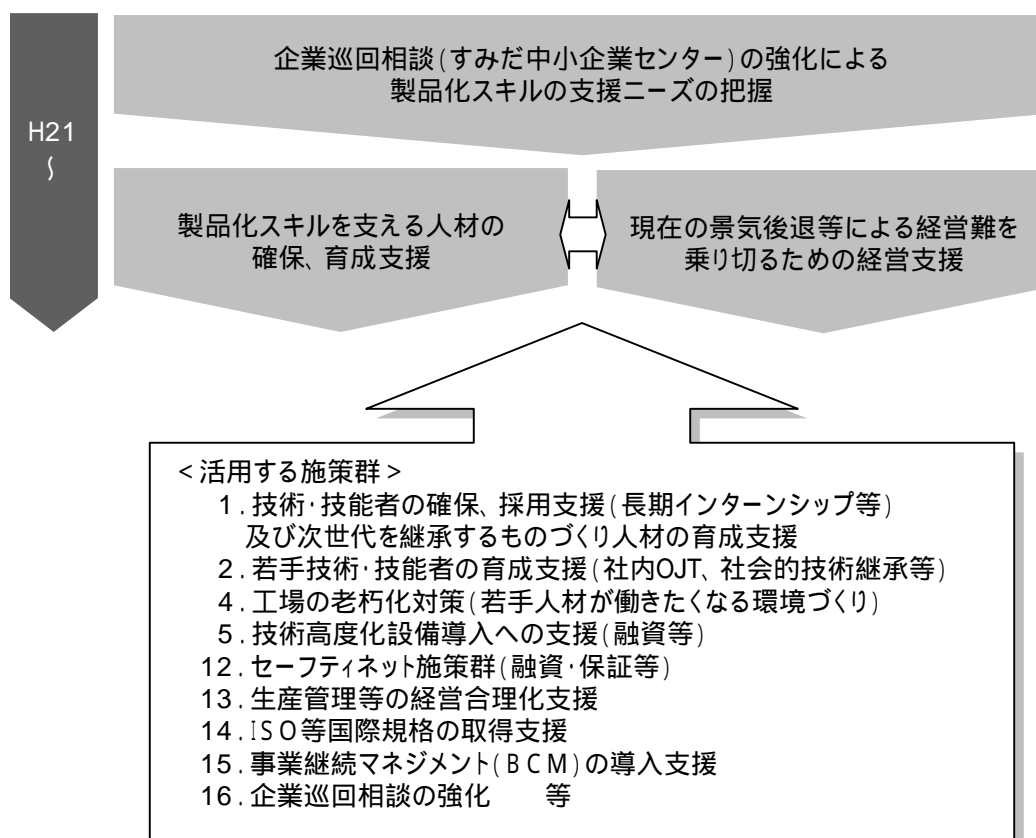 企業巡回相談(すみだ中小企業センター)の強化による
製品化スキルの支援ニーズの把握
H21
~
製品化スキルを支える人材の
確保、育成支援
現在の景気後退等による経営難を
乗り切るための経営支援
<活用する施策群>
1.技術・技能者の確保、採用支援(長期インターンシップ等)
及び次世代を継承するものづくり人材の育成支援
2.若手技術・技能者の育成支援(社内OJT、社会的技術継承等)
4.工場の老朽化対策(若手人材が働きたくなる環境づくり)
5.技術高度化設備導入への支援(融資等)
12.セーフティネット施策群(融資・保証等)
13.生産管理等の経営合理化支援
14.ISO等国際規格の取得支援
15.事業継続マネジメント(BCM)の導入支援
16.企業巡回相談の強化 等